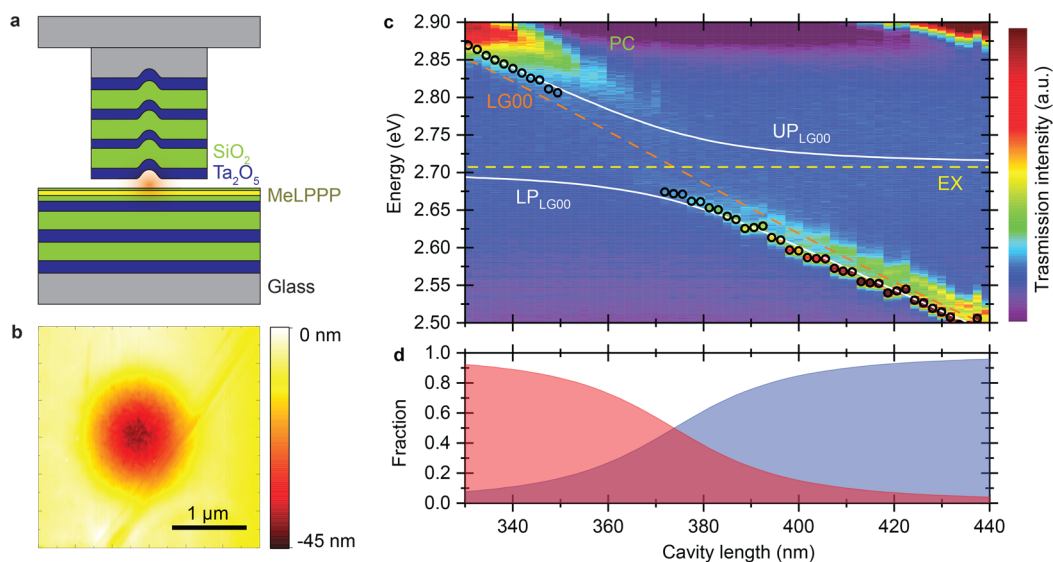 a
SiO2
Ta2O5
MeLPPP
Glass
b
0 nm
1 µm
-45 nm
c
2.90
2.85
2.80
2.75
2.70
2.65
2.60
2.55
2.50
Energy (eV)
PC
LG00
UPLG00
EX
LPLG00
Trasmission intensity (a.u.)
d
1.0
0.8
0.6
0.4
0.2
0.0
Fraction
340 360 380 400 420 440
Cavity length (nm)